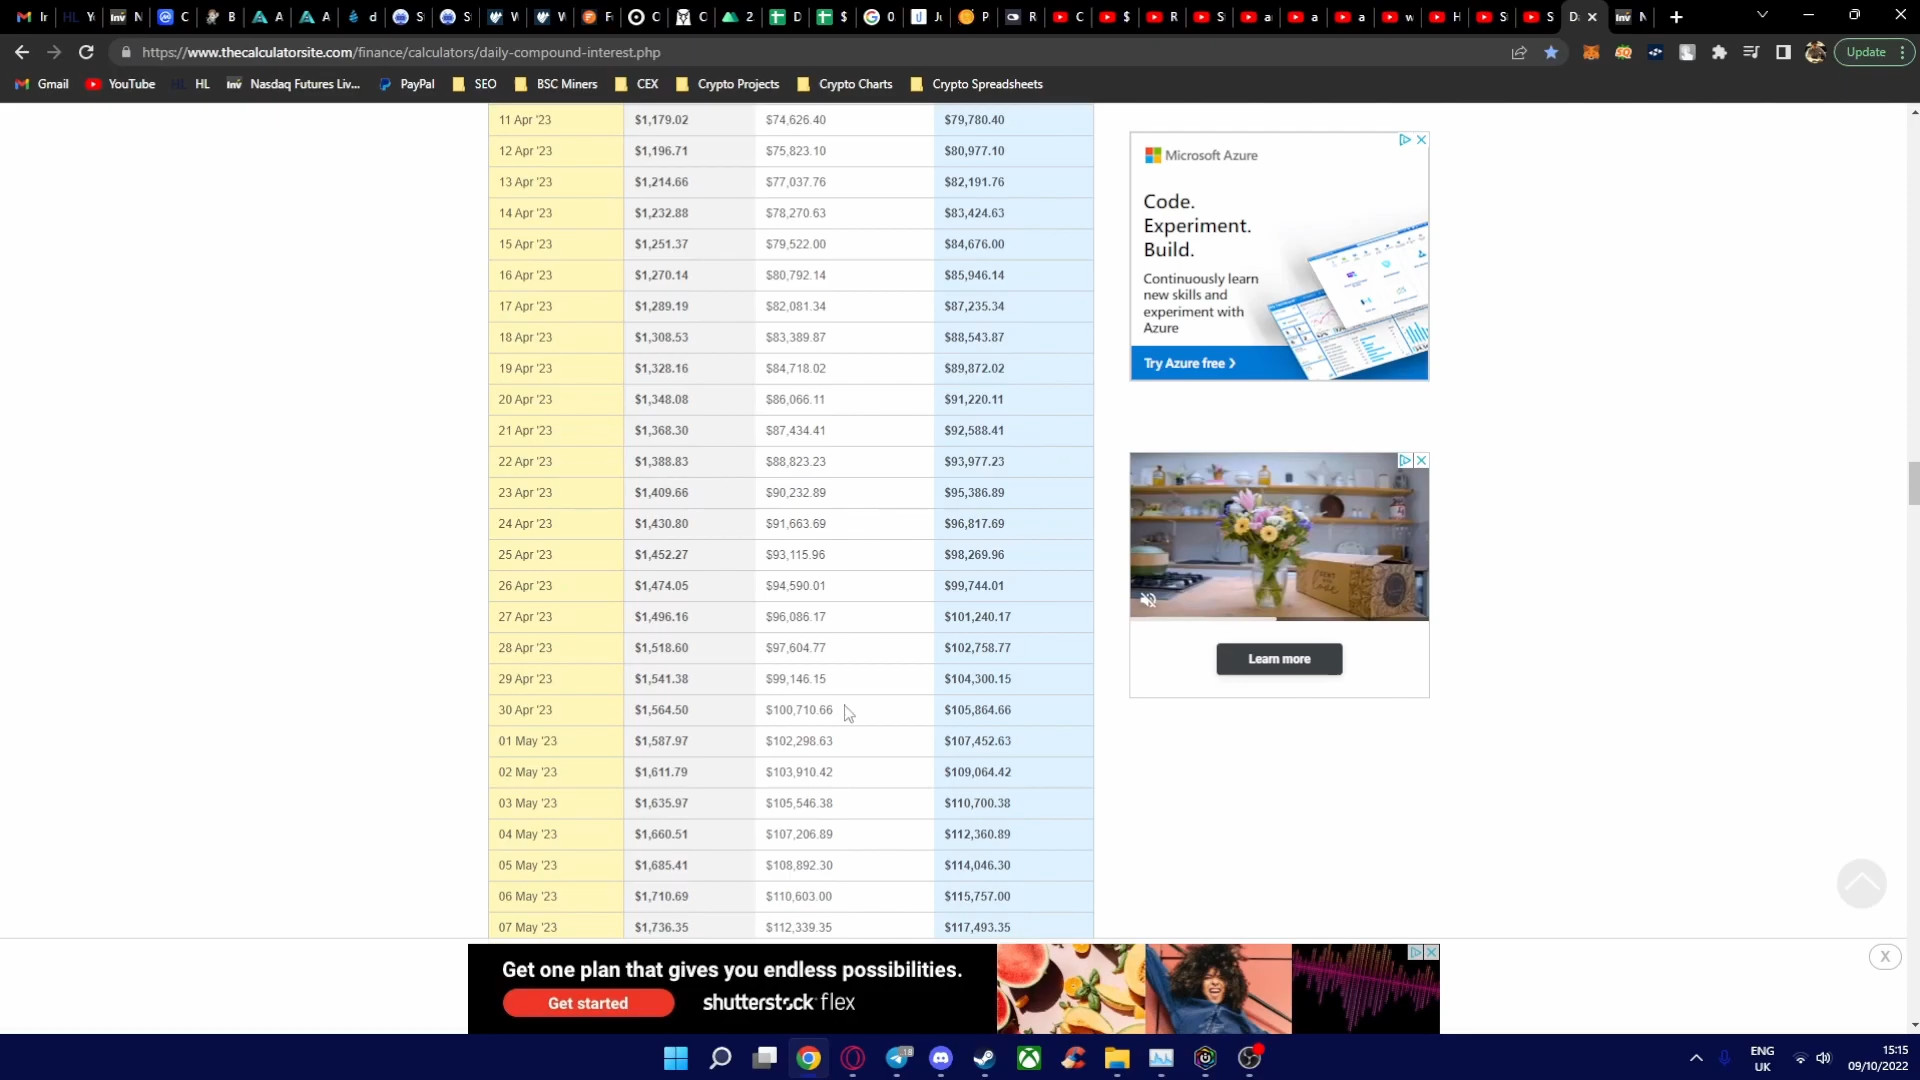 Ir
Y
N
C
B
A
A
d
S
S
V
V
F
C
C
2
D
$
0
Ju
P
R
C
$
R
S
a
a
a
w
H
S
S
D
N
https://www.thecalculatorsite.com/finance/calculators/daily-compound-interest.php
Update
Gmail
YouTube
HL
Inv Nasdaq Futures Liv...
PayPal
SEO
BSC Miners
CEX
Crypto Projects
Crypto Charts
Crypto Spreadsheets
11 Apr '23 $1,179.02 $74,626.40 $79,780.40
12 Apr '23 $1,196.71 $75,823.10 $80,977.10
13 Apr '23 $1,214.66 $77,037.76 $82,191.76
14 Apr '23 $1,232.88 $78,270.63 $83,424.63
15 Apr '23 $1,251.37 $79,522.00 $84,676.00
16 Apr '23 $1,270.14 $80,792.14 $85,946.14
17 Apr '23 $1,289.19 $82,081.34 $87,235.34
18 Apr '23 $1,308.53 $83,389.87 $88,543.87
19 Apr '23 $1,328.16 $84,718.02 $89,872.02
20 Apr '23 $1,348.08 $86,066.11 $91,220.11
21 Apr '23 $1,368.30 $87,434.41 $92,588.41
22 Apr '23 $1,388.83 $88,823.23 $93,977.23
23 Apr '23 $1,409.66 $90,232.89 $95,386.89
24 Apr '23 $1,430.80 $91,663.69 $96,817.69
25 Apr '23 $1,452.27 $93,115.96 $98,269.96
26 Apr '23 $1,474.05 $94,590.01 $99,744.01
27 Apr '23 $1,496.16 $96,086.17 $101,240.17
28 Apr '23 $1,518.60 $97,604.77 $102,758.77
29 Apr '23 $1,541.38 $99,146.15 $104,300.15
30 Apr '23 $1,564.50 $100,710.66 $105,864.66
01 May '23 $1,587.97 $102,298.63 $107,452.63
02 May '23 $1,611.79 $103,910.42 $109,064.42
03 May '23 $1,635.97 $105,546.38 $110,700.38
04 May '23 $1,660.51 $107,206.89 $112,360.89
05 May '23 $1,685.41 $108,892.30 $114,046.30
06 May '23 $1,710.69 $110,603.00 $115,757.00
07 May '23 $1,736.35 $112,339.35 $117,493.35
Microsoft Azure
Code.
Experiment.
Build.
Continuously learn
new skills and
experiment with
Azure
Try Azure free >
Learn more
X
Get one plan that gives you endless possibilities.
Get started
shutterstock flex
18
ENG
UK
15:15
09/10/2022